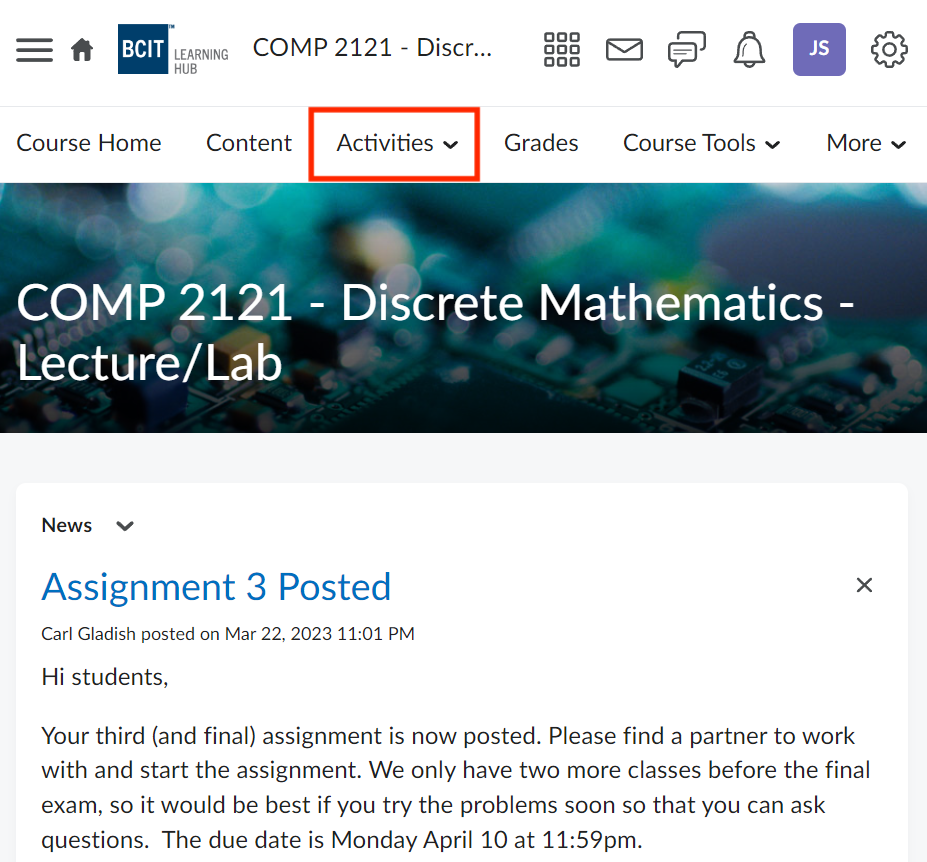 BCIT
™
LEARNING
HUB
COMP 2121 - Discr...
JS
Course Home Content Activities Grades Course Tools More
COMP 2121 - Discrete Mathematics -
Lecture/Lab
News
Assignment 3 Posted
Carl Gladish posted on Mar 22, 2023 11:01 PM
Hi students,
Your third (and final) assignment is now posted. Please find a partner to work
with and start the assignment. We only have two more classes before the final
exam, so it would be best if you try the problems soon so that you can ask
questions.  The due date is Monday April 10 at 11:59pm.